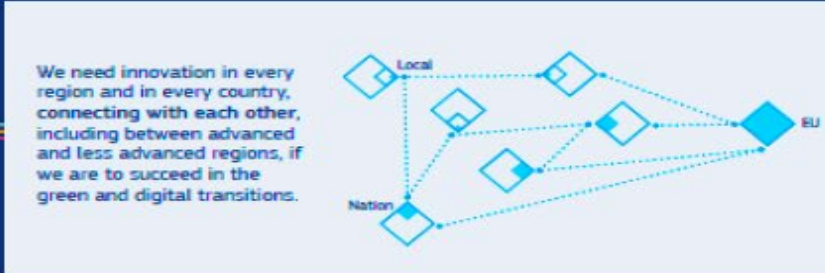 We need innovation in every
region and in every country,
connecting with each other,
including between advanced
and less advanced regions, if
we are to succeed in the
green and digital transitions.
Local
EU
Nation